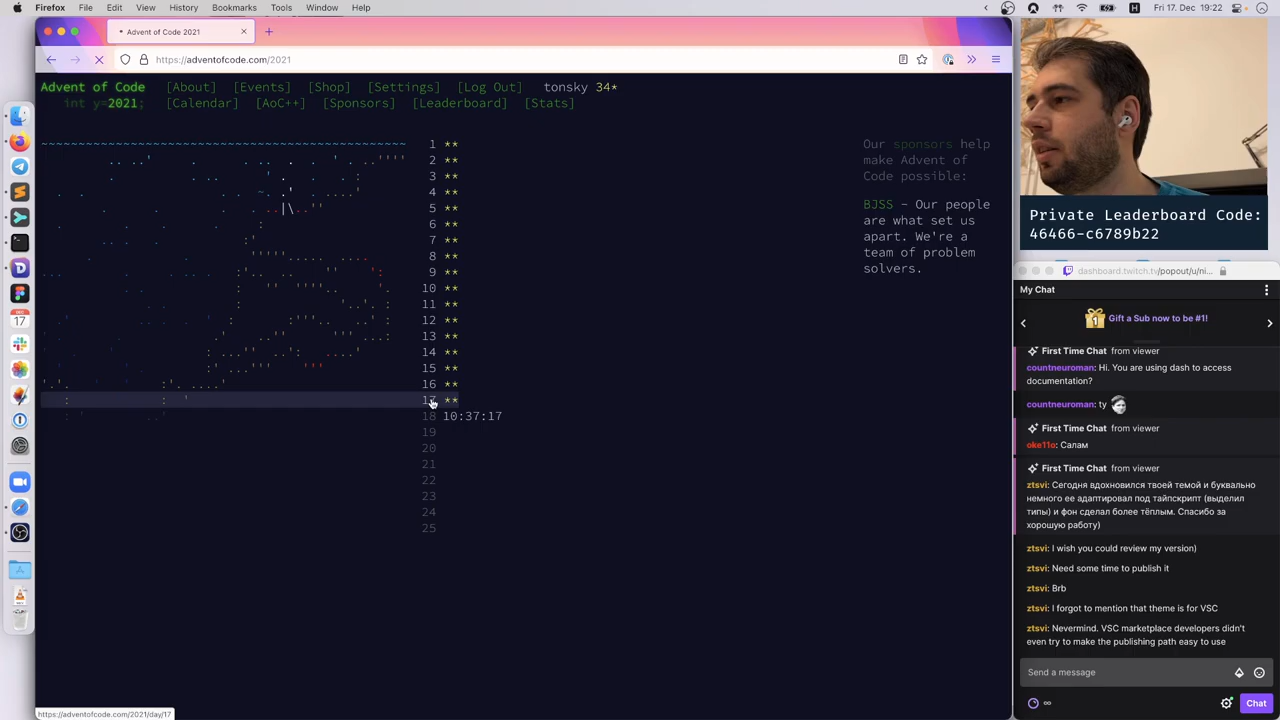 Firefox File Edit View History Bookmarks Tools Window Help
H Fri 17. Dec 19:22
Advent of Code 2021
https://adventofcode.com/2021
Advent of Code [About] [Events] [Shop] [Settings] [Log Out] tonsky 34*
int y=2021; [Calendar] [AoC++] [Sponsors] [Leaderboard] [Stats]
1 **
2 **
3 **
4 **
5 **
6 **
7 **
8 **
9 **
10 **
11 **
12 **
13 **
14 **
15 **
16 **
17 **
18 10:37:17
19
20
21
22
23
24
25
Our sponsors help
make Advent of
Code possible:
BJSS - Our people
are what set us
apart. We're a
team of problem
solvers.
https://adventofcode.com/2021/day/17
DEC
17
Private Leaderboard Code:
46466-c6789b22
dashboard.twitch.tv/popout/u/ni...
My Chat
1 Gift a Sub now to be #1!
First Time Chat from viewer
countneuroman: Hi. You are using dash to access
documentation?
countneuroman: ty
First Time Chat from viewer
oke11o: Салам
First Time Chat from viewer
ztsvi: Сегодня вдохновился твоей темой и буквально
немного ее адаптировал под тайпскрипт (выделил
типы) и фон сделал более тёплым. Спасибо за
хорошую работу)
ztsvi: I wish you could review my version)
ztsvi: Need some time to publish it
ztsvi: Brb
ztsvi: I forgot to mention that theme is for VSC
ztsvi: Nevermind. VSC marketplace developers didn't
even try to make the publishing path easy to use
Send a message
∞ Chat